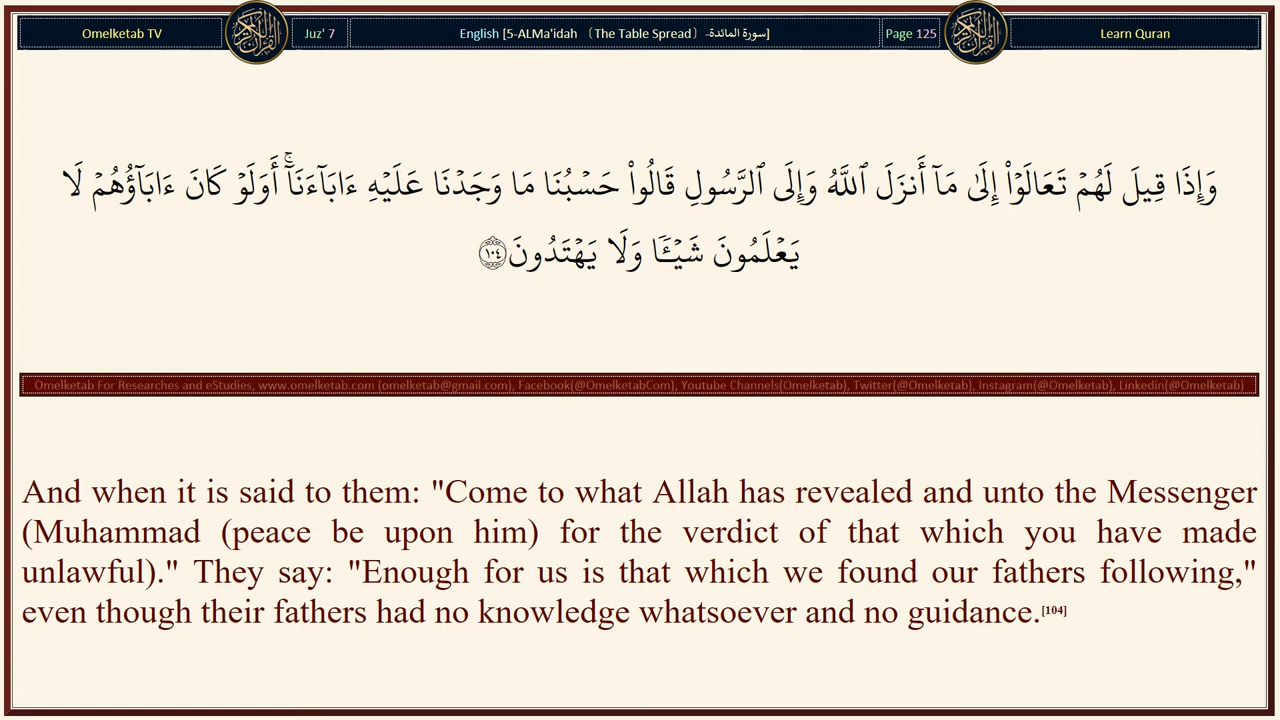 Omelketab TV
Juz' 7
English [5-ALMa'idah （The Table Spread）-سورة المائدة]
Page 125
Learn Quran
وَإِذَا قِيلَ لَهُمۡ تَعَالَوۡاْ إِلَىٰ مَآ أَنزَلَ ٱللَّهُ وَإِلَى ٱلرَّسُولِ قَالُواْ حَسۡبُنَا مَا وَجَدۡنَا عَلَيۡهِ ءَابَآءَنَآۚ أَوَلَوۡ كَانَ ءَابَآؤُهُمۡ لَا
يَعۡلَمُونَ شَيۡـٔٗا وَلَا يَهۡتَدُونَ ١٠٤
Omelketab For Researches and eStudies, www.omelketab.com (omelketab@gmail.com), Facebook(@OmelketabCom), Youtube Channels(Omelketab), Twitter(@Omelketab), Instagram(@Omelketab), Linkedin(@Omelketab)
And when it is said to them: "Come to what Allah has revealed and unto the Messenger
(Muhammad (peace be upon him) for the verdict of that which you have made
unlawful)." They say: "Enough for us is that which we found our fathers following,"
even though their fathers had no knowledge whatsoever and no guidance.[104]